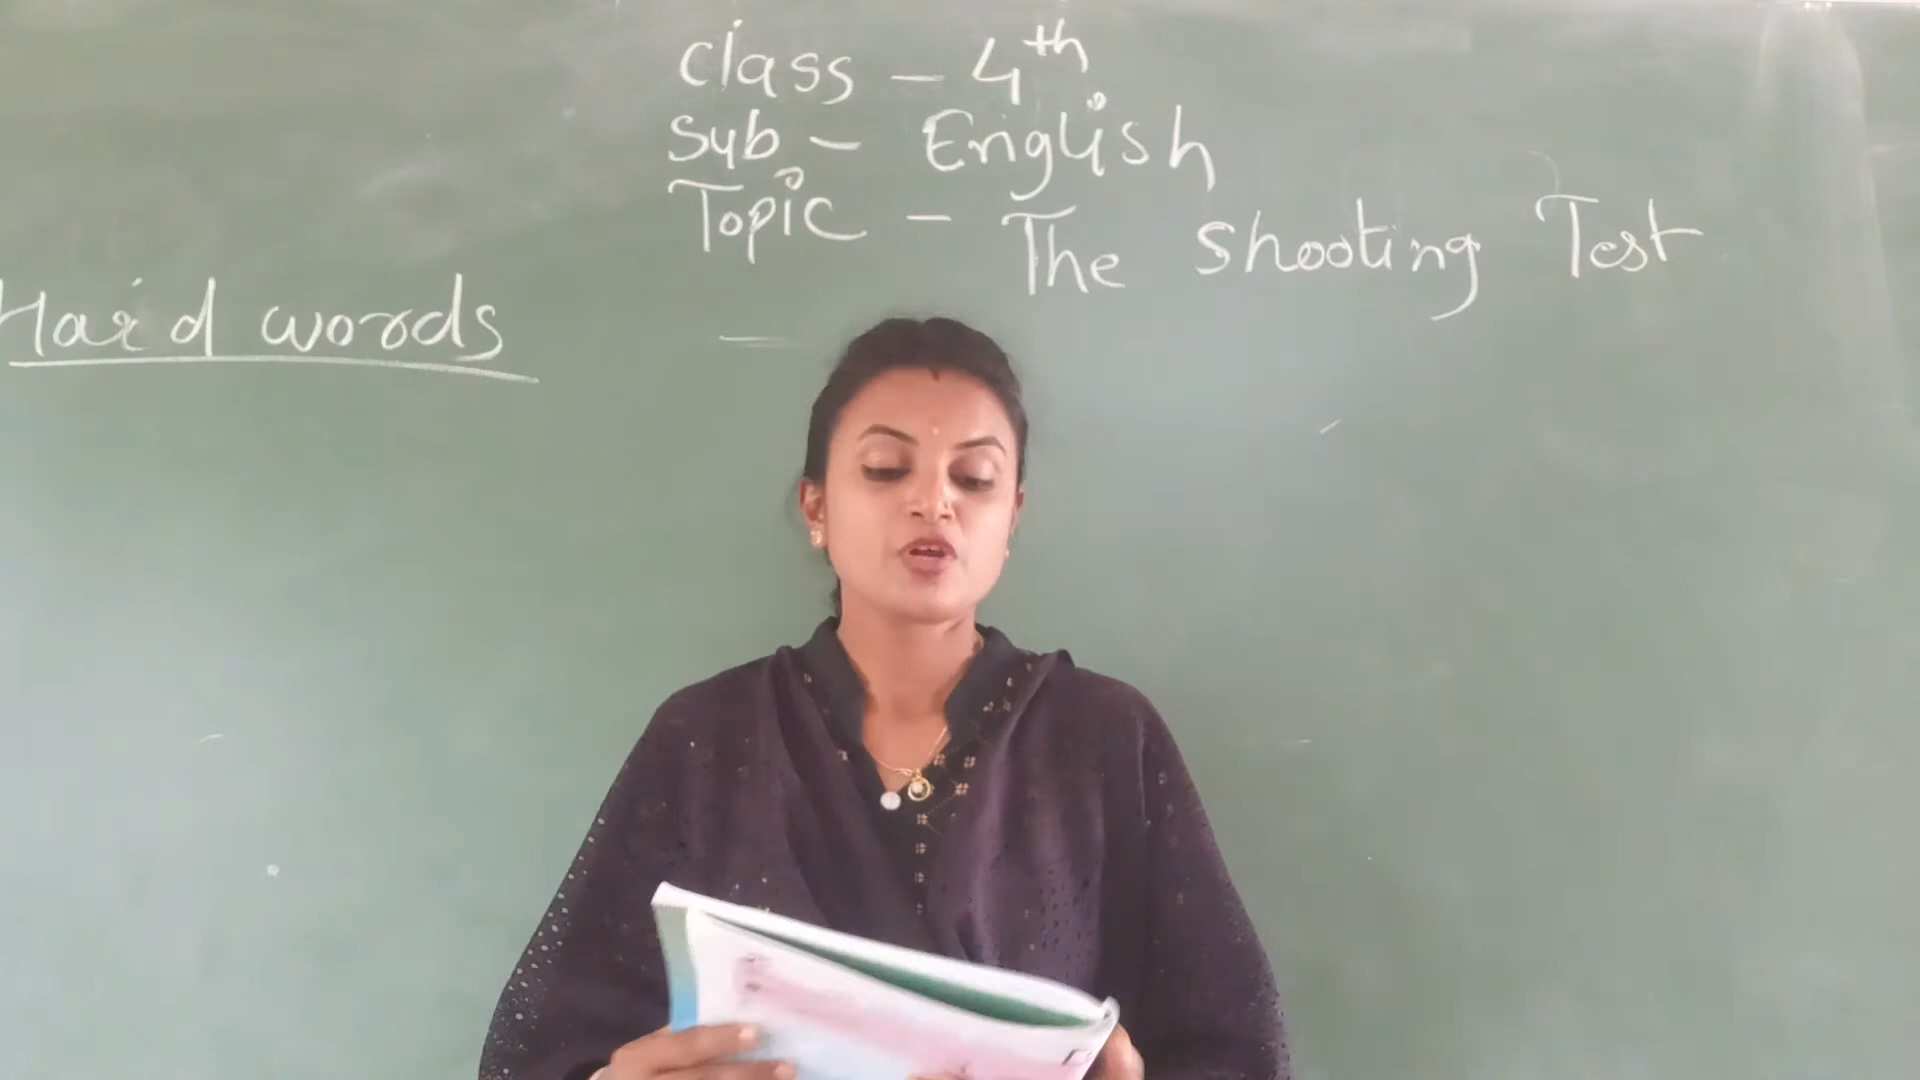 Class - 4th
Sub - English
Topic - The Shooting Test
Hard words